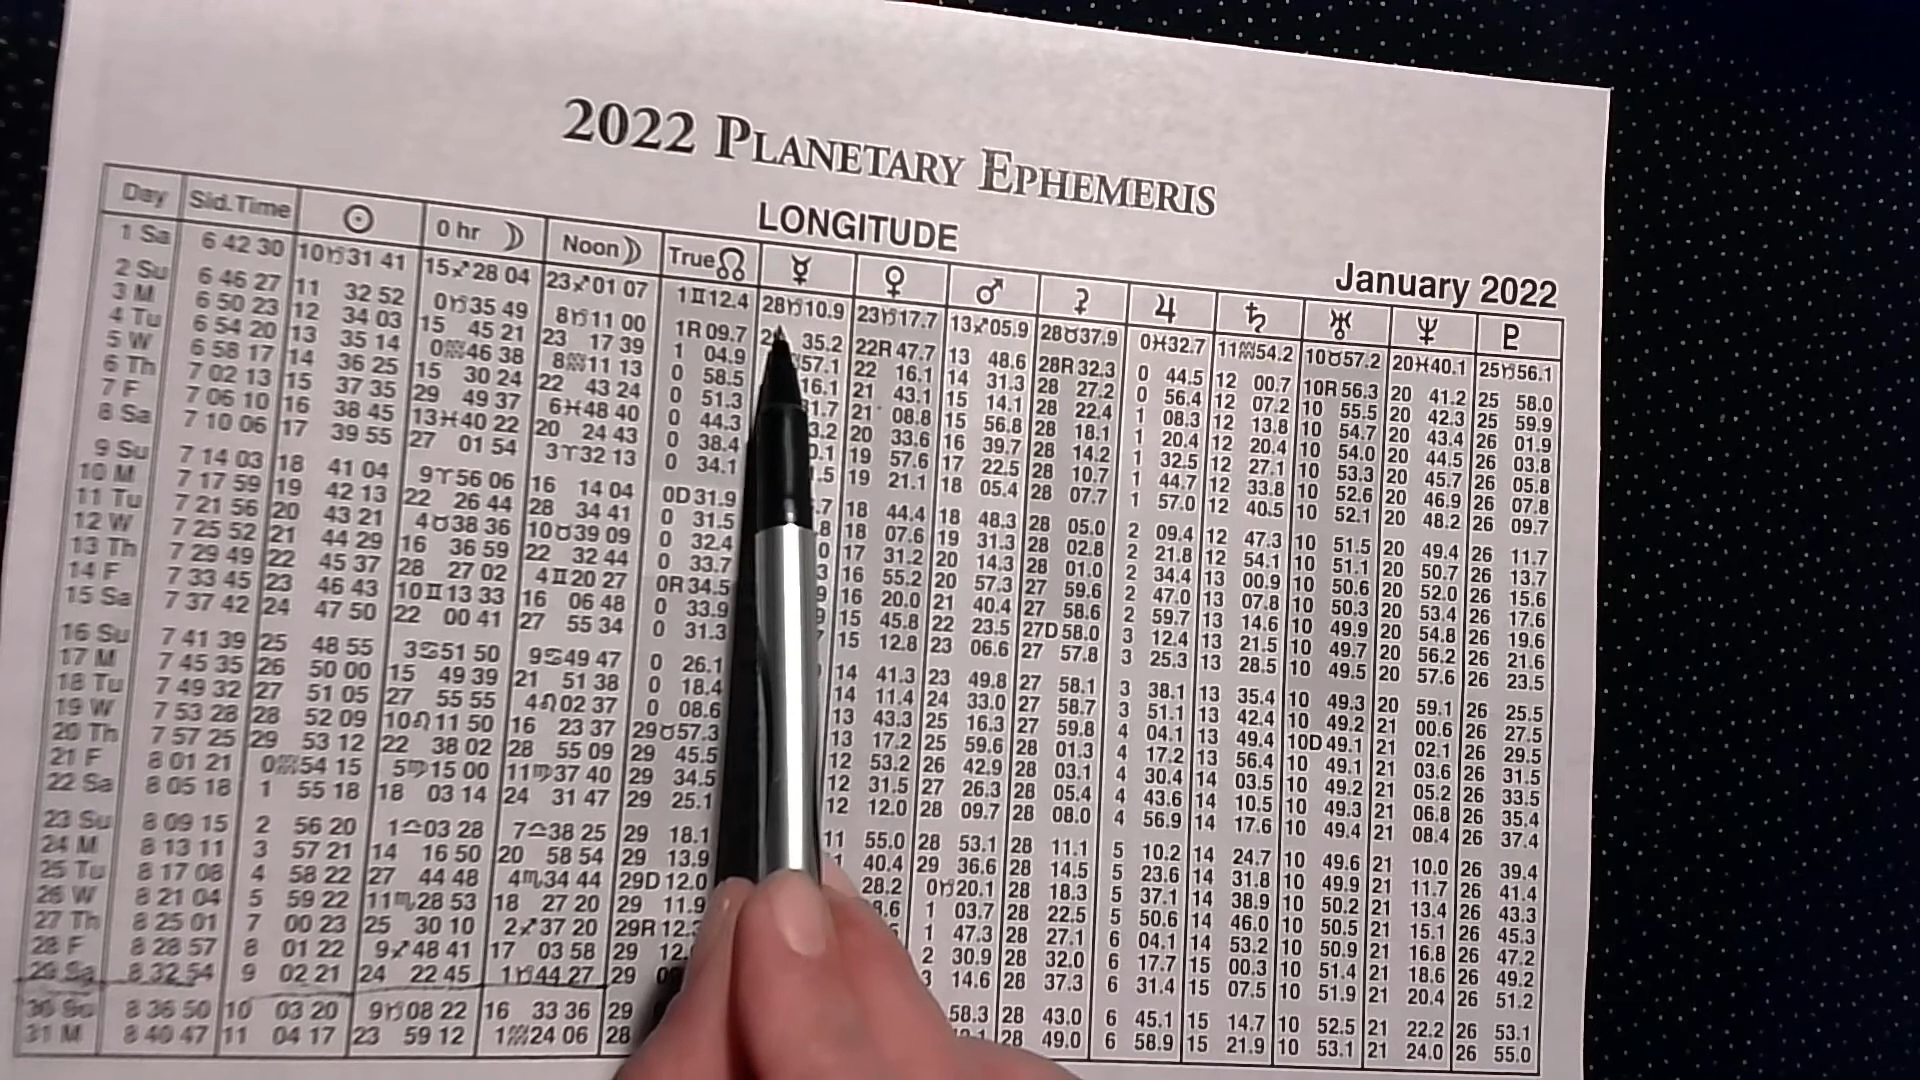 2022 PLANETARY EPHEMERIS
LONGITUDE
January 2022
Day Sid.Time ☉ 0 hr ☽ Noon ☽ True ☊ ☿ ♀ ♂ ⚳ ♃ ♄ ♅ ♆ ♇
1 Sa 6 42 30 10♑31 41 15♐28 04 23♐01 07 1♊12.4 28♑10.9 23♑17.7 13♐05.9 28♉37.9 0♓32.7 11♒54.2 10♉57.2 20♓40.1 25♑56.1
2 Su 6 46 27 11 32 52 0♑35 49 8♑11 00 1R09.7 35.2 22R47.7 13 48.6 28R32.3 0 44.5 12 00.7 10R56.3 20 41.2 25 58.0
3 M 6 50 23 12 34 03 15 45 21 23 17 39 1 04.9 57.1 22 16.1 14 31.3 28 27.2 0 56.4 12 07.2 10 55.5 20 42.3 25 59.9
4 Tu 6 54 20 13 35 14 0♒46 38 8♒11 13 0 58.5 16.1 21 43.1 15 14.1 28 22.4 1 08.3 12 13.8 10 54.7 20 43.4 26 01.9
5 W 6 58 17 14 36 25 15 30 24 22 43 24 0 51.3 21 08.8 15 56.8 28 18.1 1 20.4 12 20.4 10 54.0 20 44.5 26 03.8
6 Th 7 02 13 15 37 35 29 49 37 6♓48 40 0 44.3 20 33.6 16 39.7 28 14.2 1 32.5 12 27.1 10 53.3 20 45.7 26 05.8
7 F 7 06 10 16 38 45 13♓40 22 20 24 43 0 38.4 19 57.6 17 22.5 28 10.7 1 44.7 12 33.8 10 52.6 20 46.9 26 07.8
8 Sa 7 10 06 17 39 55 27 01 54 3♈32 13 0 34.1 19 21.1 18 05.4 28 07.7 1 57.0 12 40.5 10 52.1 20 48.2 26 09.7
9 Su 7 14 03 18 41 04 9♈56 06 16 14 04 0D31.9 18 44.4 18 48.3 28 05.0 2 09.4 12 47.3 10 51.5 20 49.4 26 11.7
10 M 7 17 59 19 42 13 22 26 44 28 34 41 0 31.5 18 07.6 19 31.3 28 02.8 2 21.8 12 54.1 10 51.1 20 50.7 26 13.7
11 Tu 7 21 56 20 43 21 4♉38 36 10♉39 09 0 32.4 17 31.2 20 14.3 28 01.0 2 34.4 13 00.9 10 50.6 20 52.0 26 15.6
12 W 7 25 52 21 44 29 16 36 59 22 32 44 0 33.7 16 55.2 20 57.3 27 59.6 2 47.0 13 07.8 10 50.3 20 53.4 26 17.6
13 Th 7 29 49 22 45 37 28 27 02 4♊20 27 0R34.5 16 20.0 21 40.4 27 58.6 2 59.7 13 14.6 10 49.9 20 54.8 26 19.6
14 F 7 33 45 23 46 43 10♊13 33 16 06 48 0 33.9 15 45.8 22 23.5 27D58.0 3 12.4 13 21.5 10 49.7 20 56.2 26 21.6
15 Sa 7 37 42 24 47 50 22 00 41 27 55 34 0 31.3 15 12.8 23 06.6 27 57.8 3 25.3 13 28.5 10 49.5 20 57.6 26 23.5
16 Su 7 41 39 25 48 55 3♋51 50 9♋49 47 0 26.1 14 41.3 23 49.8 27 58.1 3 38.1 13 35.4 10 49.3 20 59.1 26 25.5
17 M 7 45 35 26 50 00 15 49 39 21 51 38 0 18.4 14 11.4 24 33.0 27 58.7 3 51.1 13 42.4 10 49.2 21 00.6 26 27.5
18 Tu 7 49 32 27 51 05 27 55 55 4♌02 37 0 08.6 13 43.3 25 16.3 27 59.8 4 04.1 13 49.4 10D49.1 21 02.1 26 29.5
19 W 7 53 28 28 52 09 10♌11 50 16 23 37 29♉57.3 13 17.2 25 59.6 28 01.3 4 17.2 13 56.4 10 49.1 21 03.6 26 31.5
20 Th 7 57 25 29 53 12 22 38 02 28 55 09 29 45.5 12 53.2 26 42.9 28 03.1 4 30.4 14 03.5 10 49.2 21 05.2 26 33.5
21 F 8 01 21 0♒54 15 5♍15 00 11♍37 40 29 34.5 12 31.5 27 26.3 28 05.4 4 43.6 14 10.5 10 49.3 21 06.8 26 35.4
22 Sa 8 05 18 1 55 18 18 03 14 24 31 47 29 25.1 12 12.0 28 09.7 28 08.0 4 56.9 14 17.6 10 49.4 21 08.4 26 37.4
23 Su 8 09 15 2 56 20 1♎03 28 7♎38 25 29 18.1 11 55.0 28 53.1 28 11.1 5 10.2 14 24.7 10 49.6 21 10.0 26 39.4
24 M 8 13 11 3 57 21 14 16 50 20 58 54 29 13.9 40.4 29 36.6 28 14.5 5 23.6 14 31.8 10 49.9 21 11.7 26 41.4
25 Tu 8 17 08 4 58 22 27 44 48 4♏34 44 29D12.0 28.2 0♑20.1 28 18.3 5 37.1 14 38.9 10 50.2 21 13.4 26 43.3
26 W 8 21 04 5 59 22 11♏28 53 18 27 20 29 11.9 1 03.7 28 22.5 5 50.6 14 46.0 10 50.5 21 15.1 26 45.3
27 Th 8 25 01 7 00 23 25 30 10 2♐37 20 29R12. 1 47.3 28 27.1 6 04.1 14 53.2 10 50.9 21 16.8 26 47.2
28 F 8 28 57 8 01 22 9♐48 41 17 03 58 29 12. 2 30.9 28 32.0 6 17.7 15 00.3 10 51.4 21 18.6 26 49.2
29 Sa 8 32 54 9 02 21 24 22 45 1♑44 27 29 3 14.6 28 37.3 6 31.4 15 07.5 10 51.9 21 20.4 26 51.2
30 Su 8 36 50 10 03 20 9♑08 22 16 33 36 29 58.3 28 43.0 6 45.1 15 14.7 10 52.5 21 22.2 26 53.1
31 M 8 40 47 11 04 17 23 59 12 1♒24 06 28 28 49.0 6 58.9 15 21.9 10 53.1 21 24.0 26 55.0